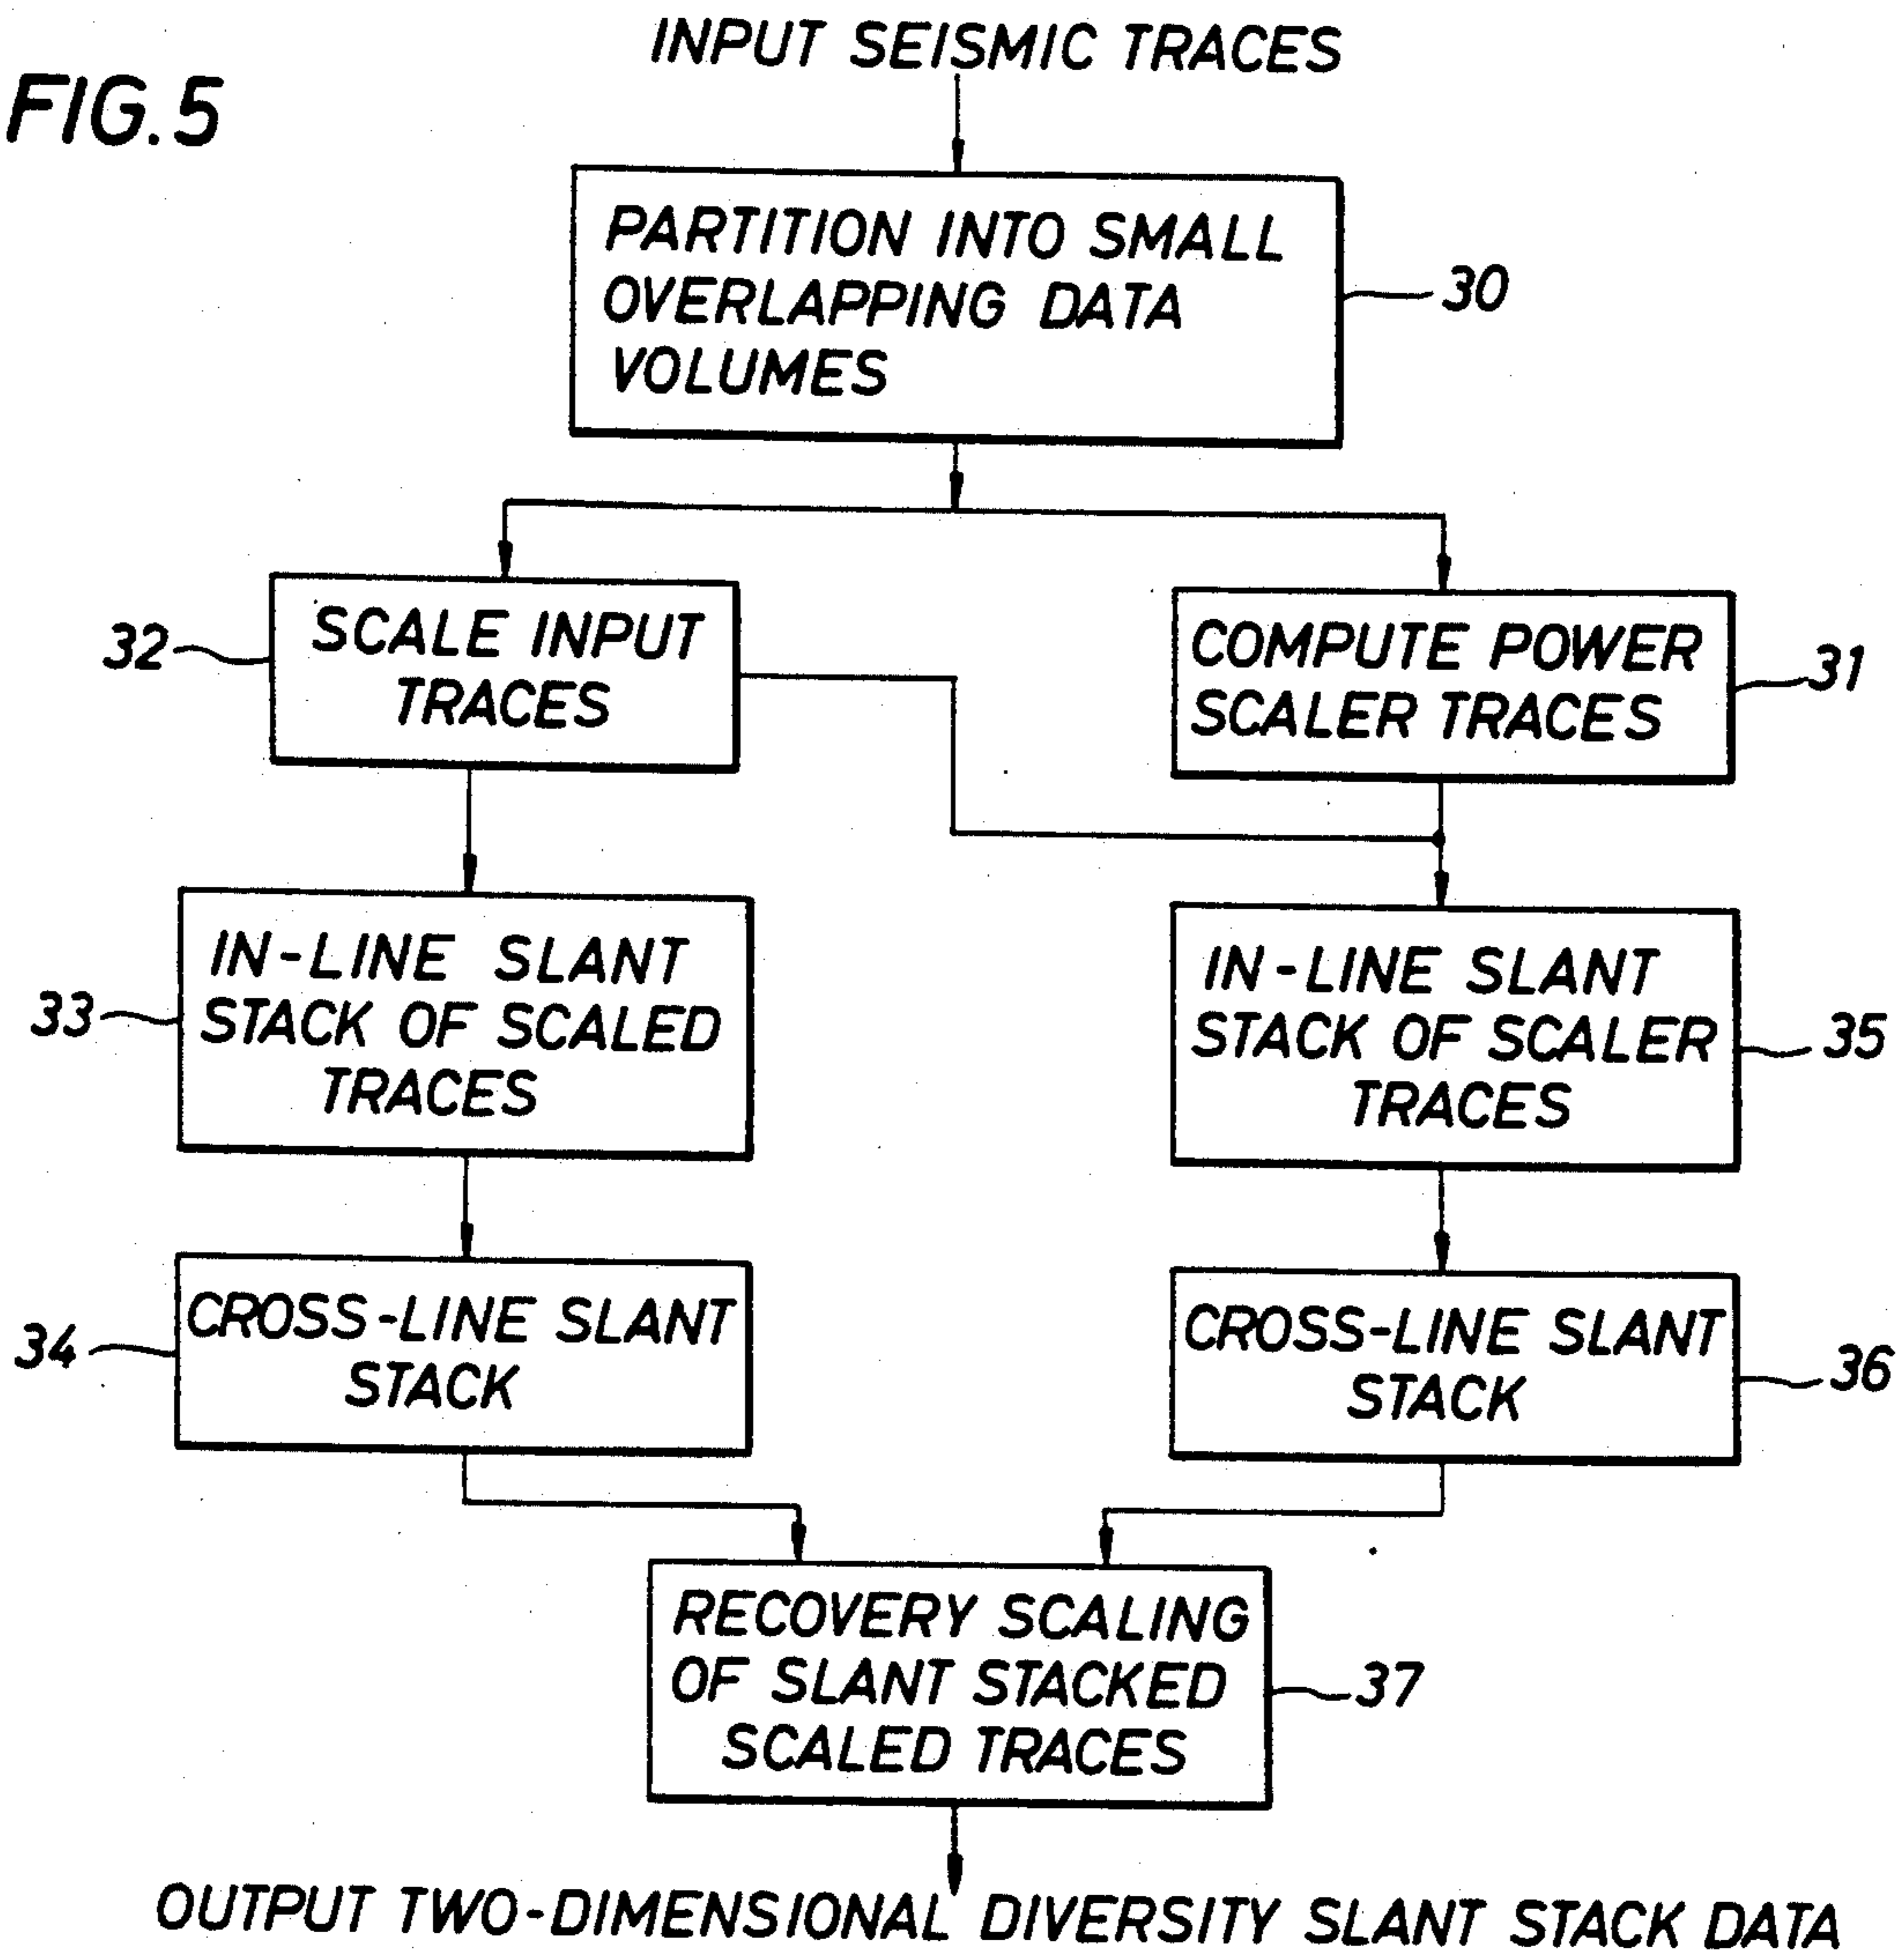 INPUT SEISMIC TRACES
FIG.5
PARTITION INTO SMALL
OVERLAPPING DATA
VOLUMES
30
SCALE INPUT
TRACES
32
COMPUTE POWER
SCALER TRACES
31
IN-LINE SLANT
STACK OF SCALED
TRACES
33
IN-LINE SLANT
STACK OF SCALER
TRACES
35
CROSS-LINE SLANT
STACK
34
CROSS-LINE SLANT
STACK
36
RECOVERY SCALING
OF SLANT STACKED
SCALED TRACES
37
OUTPUT TWO-DIMENSIONAL DIVERSITY SLANT STACK DATA